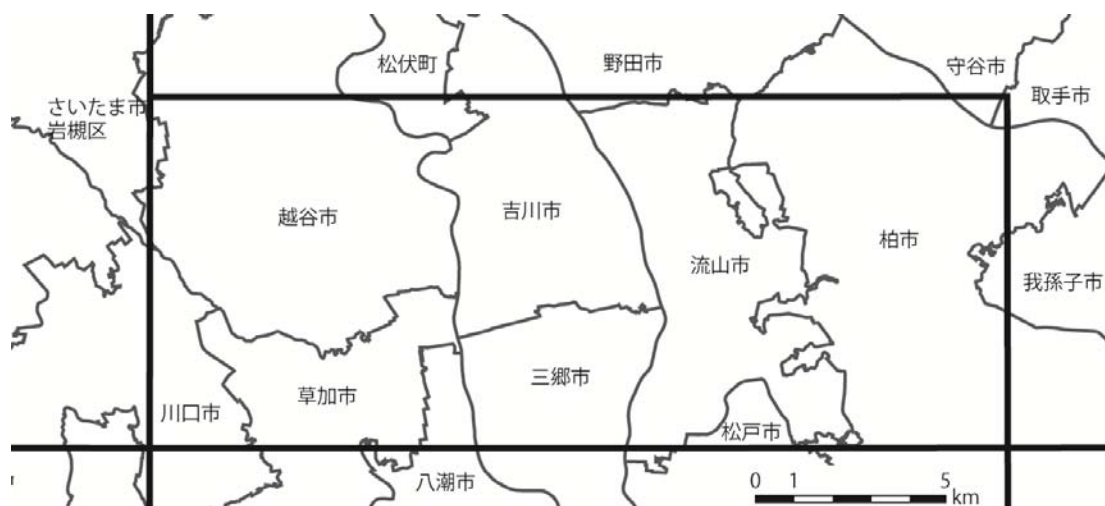 松伏町
野田市
守谷市
取手市
さいたま市
岩槻区
越谷市
吉川市
流山市
柏市
我孫子市
三郷市
草加市
川口市
松戸市
八潮市
0 1 5
km